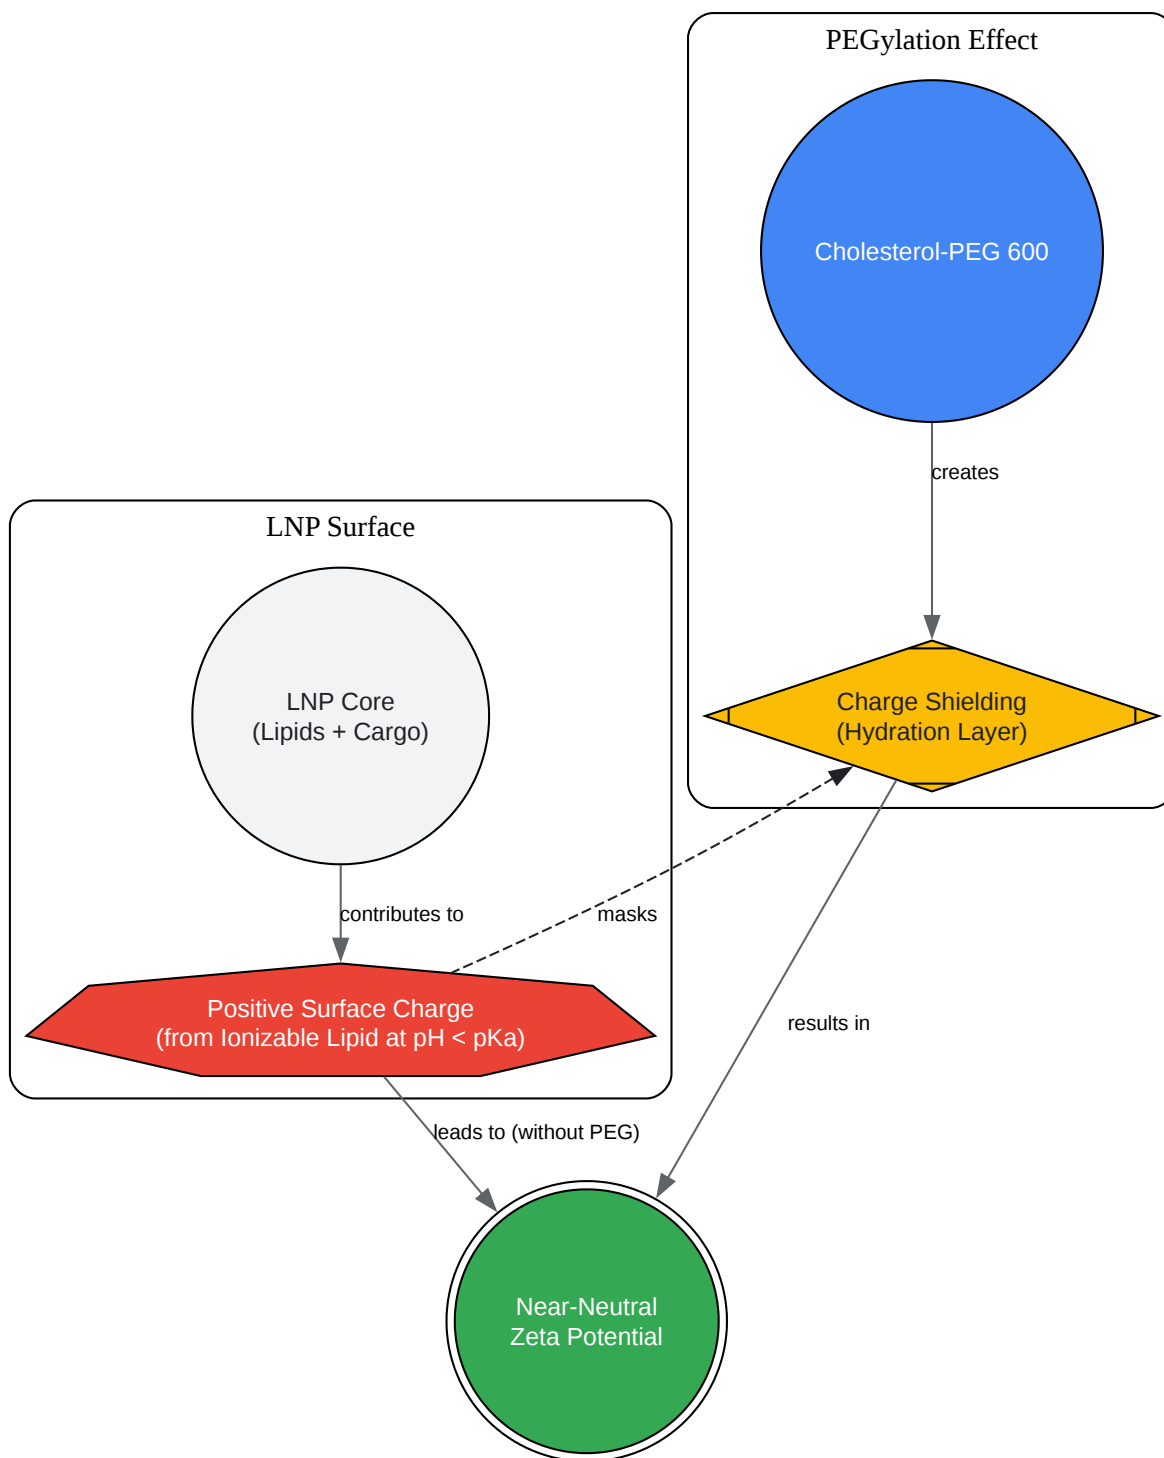 PEGylation Effect
Cholesterol-PEG 600
creates
LNP Surface
LNP Core
(Lipids + Cargo)
Charge Shielding
(Hydration Layer)
contributes to
masks
Positive Surface Charge
(from Ionizable Lipid at pH < pKa)
results in
leads to (without PEG)
Near-Neutral
Zeta Potential